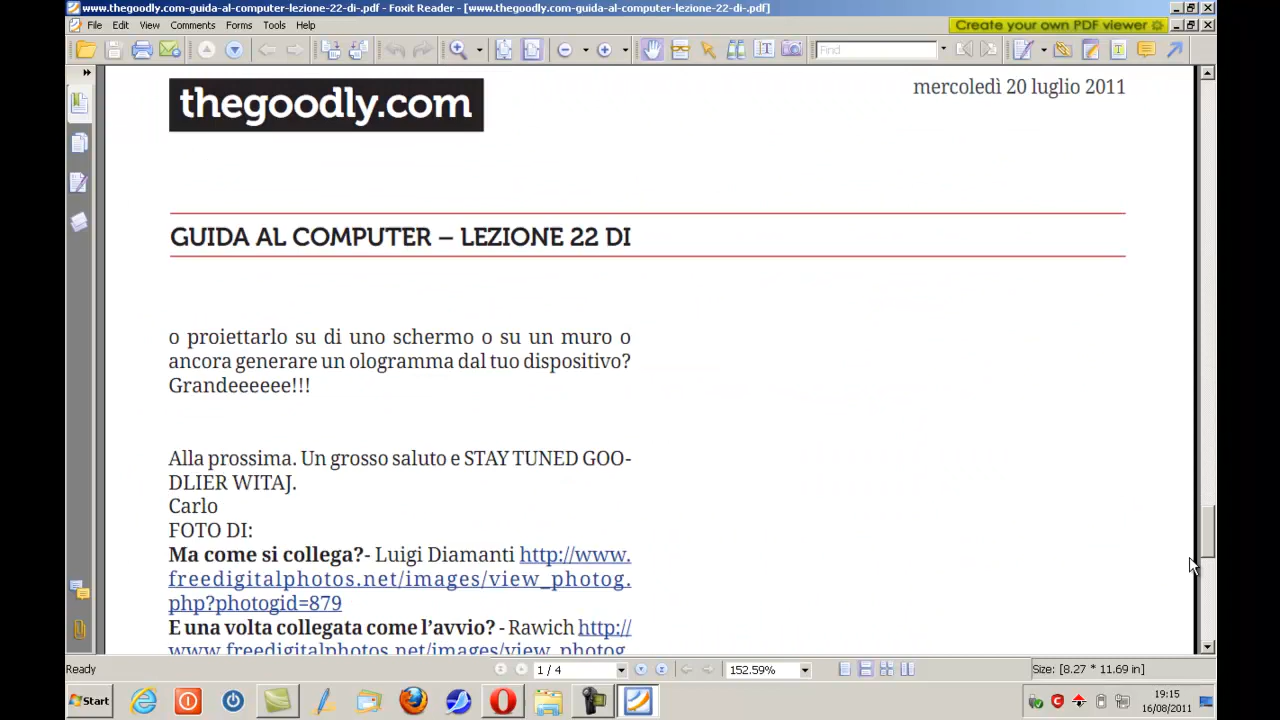 www.thegoodly.com-guida-al-computer-lezione-22-di-.pdf - Foxit Reader - [www.thegoodly.com-guida-al-computer-lezione-22-di-.pdf]
File Edit View Comments Forms Tools Help
Create your own PDF viewer
Find
thegoodly.com
mercoledì 20 luglio 2011
GUIDA AL COMPUTER – LEZIONE 22 DI
o proiettarlo su di uno schermo o su un muro o
ancora generare un ologramma dal tuo dispositivo?
Grandeeeeee!!!
Alla prossima. Un grosso saluto e STAY TUNED GOO-
DLIER WITAJ.
Carlo
FOTO DI:
Ma come si collega?- Luigi Diamanti http://www.
freedigitalphotos.net/images/view_photog.
php?photogid=879
E una volta collegata come l’avvio? - Rawich http://
www.freedigitalphotos.net/images/view_photog.
Ready
1 / 4
152.59%
Size: [8.27 * 11.69 in]
Start
19:15
16/08/2011